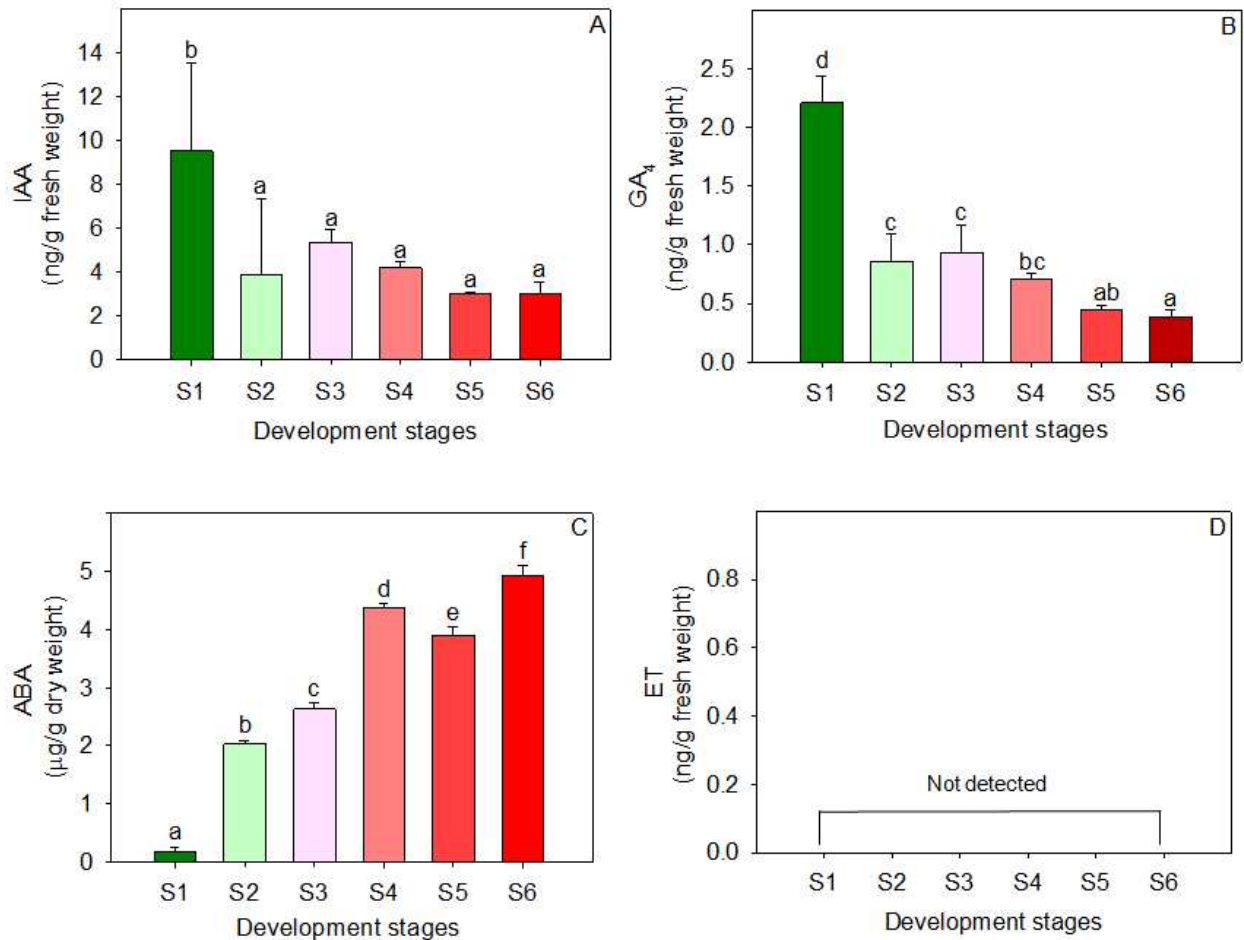 A
IAA
(ng/g fresh weight)
14
12
10
8
6
4
2
0
b
a
a
a
a
a
S1 S2 S3 S4 S5 S6
Development stages
B
GA4
(ng/g fresh weight)
2.5
2.0
1.5
1.0
0.5
0.0
d
c
c
bc
ab
a
S1 S2 S3 S4 S5 S6
Development stages
C
ABA
(µg/g dry weight)
5
4
3
2
1
0
a
b
c
d
e
f
S1 S2 S3 S4 S5 S6
Development stages
D
ET
(ng/g fresh weight)
0.8
0.6
0.4
0.2
0.0
Not detected
S1 S2 S3 S4 S5 S6
Development stages